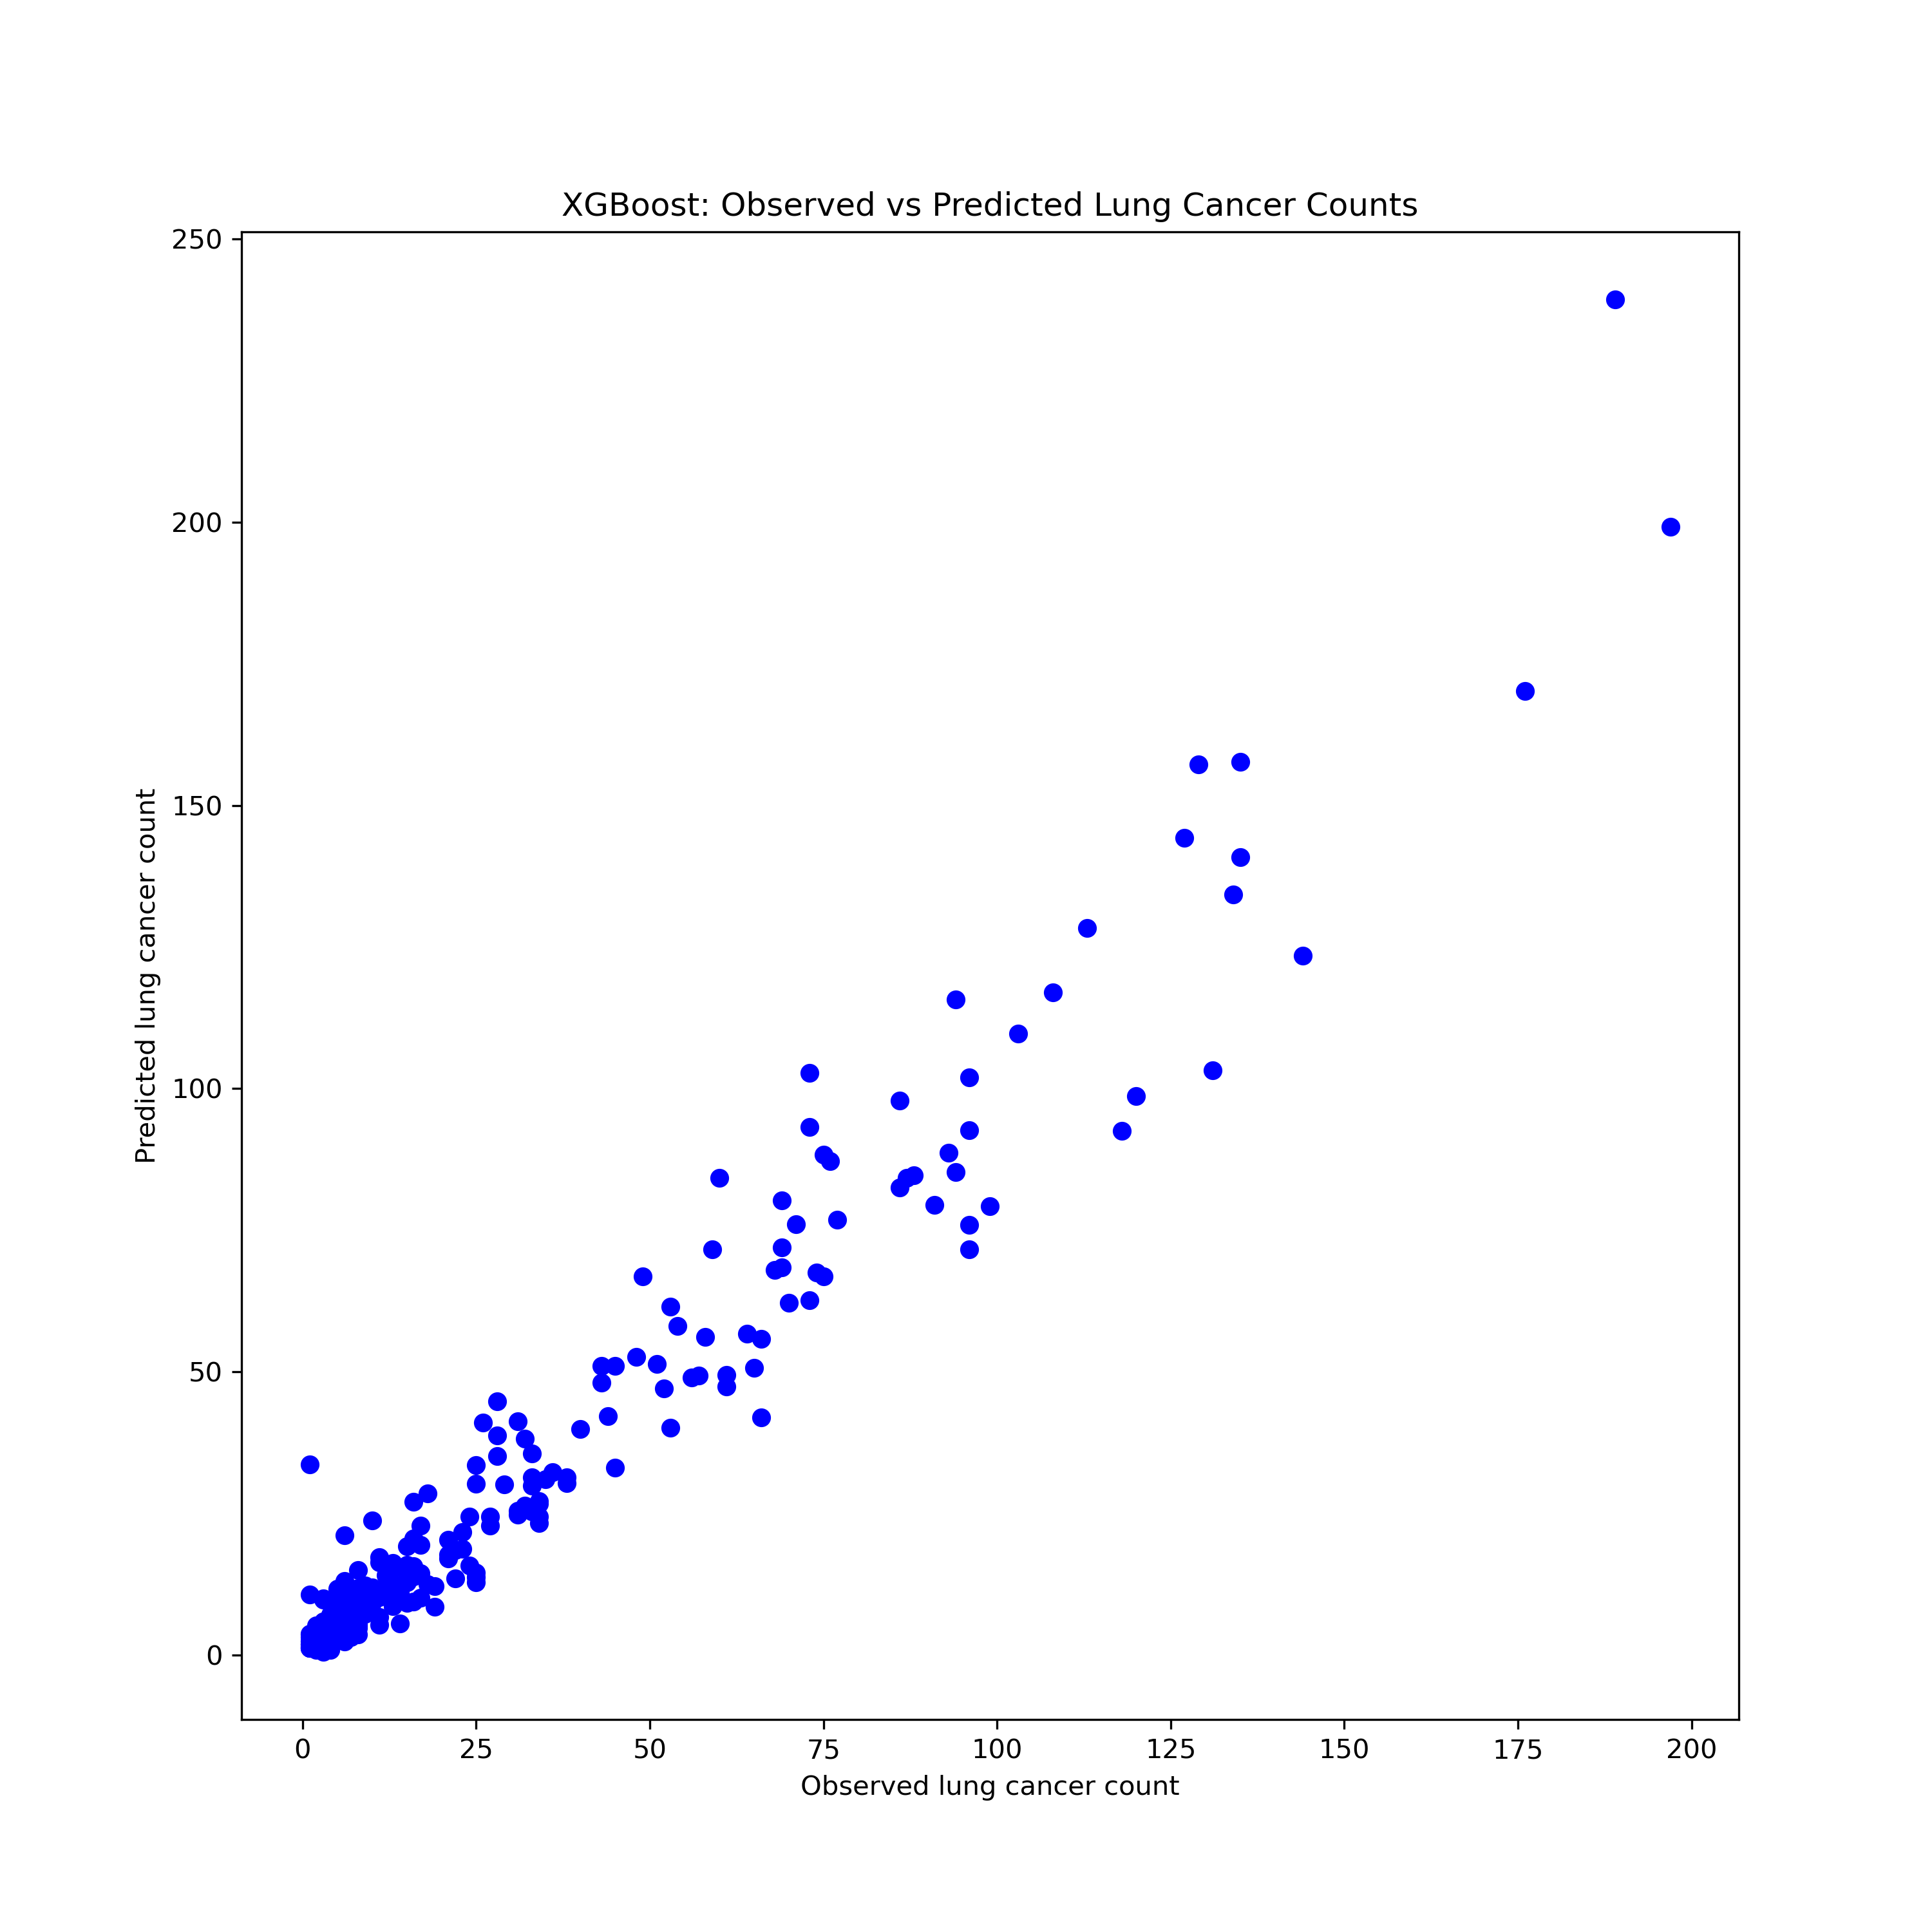 XGBoost: Observed vs Predicted Lung Cancer Counts
250
200
150
100
50
0
Predicted lung cancer count
0 25 50 75 100 125 150 175 200
Observed lung cancer count